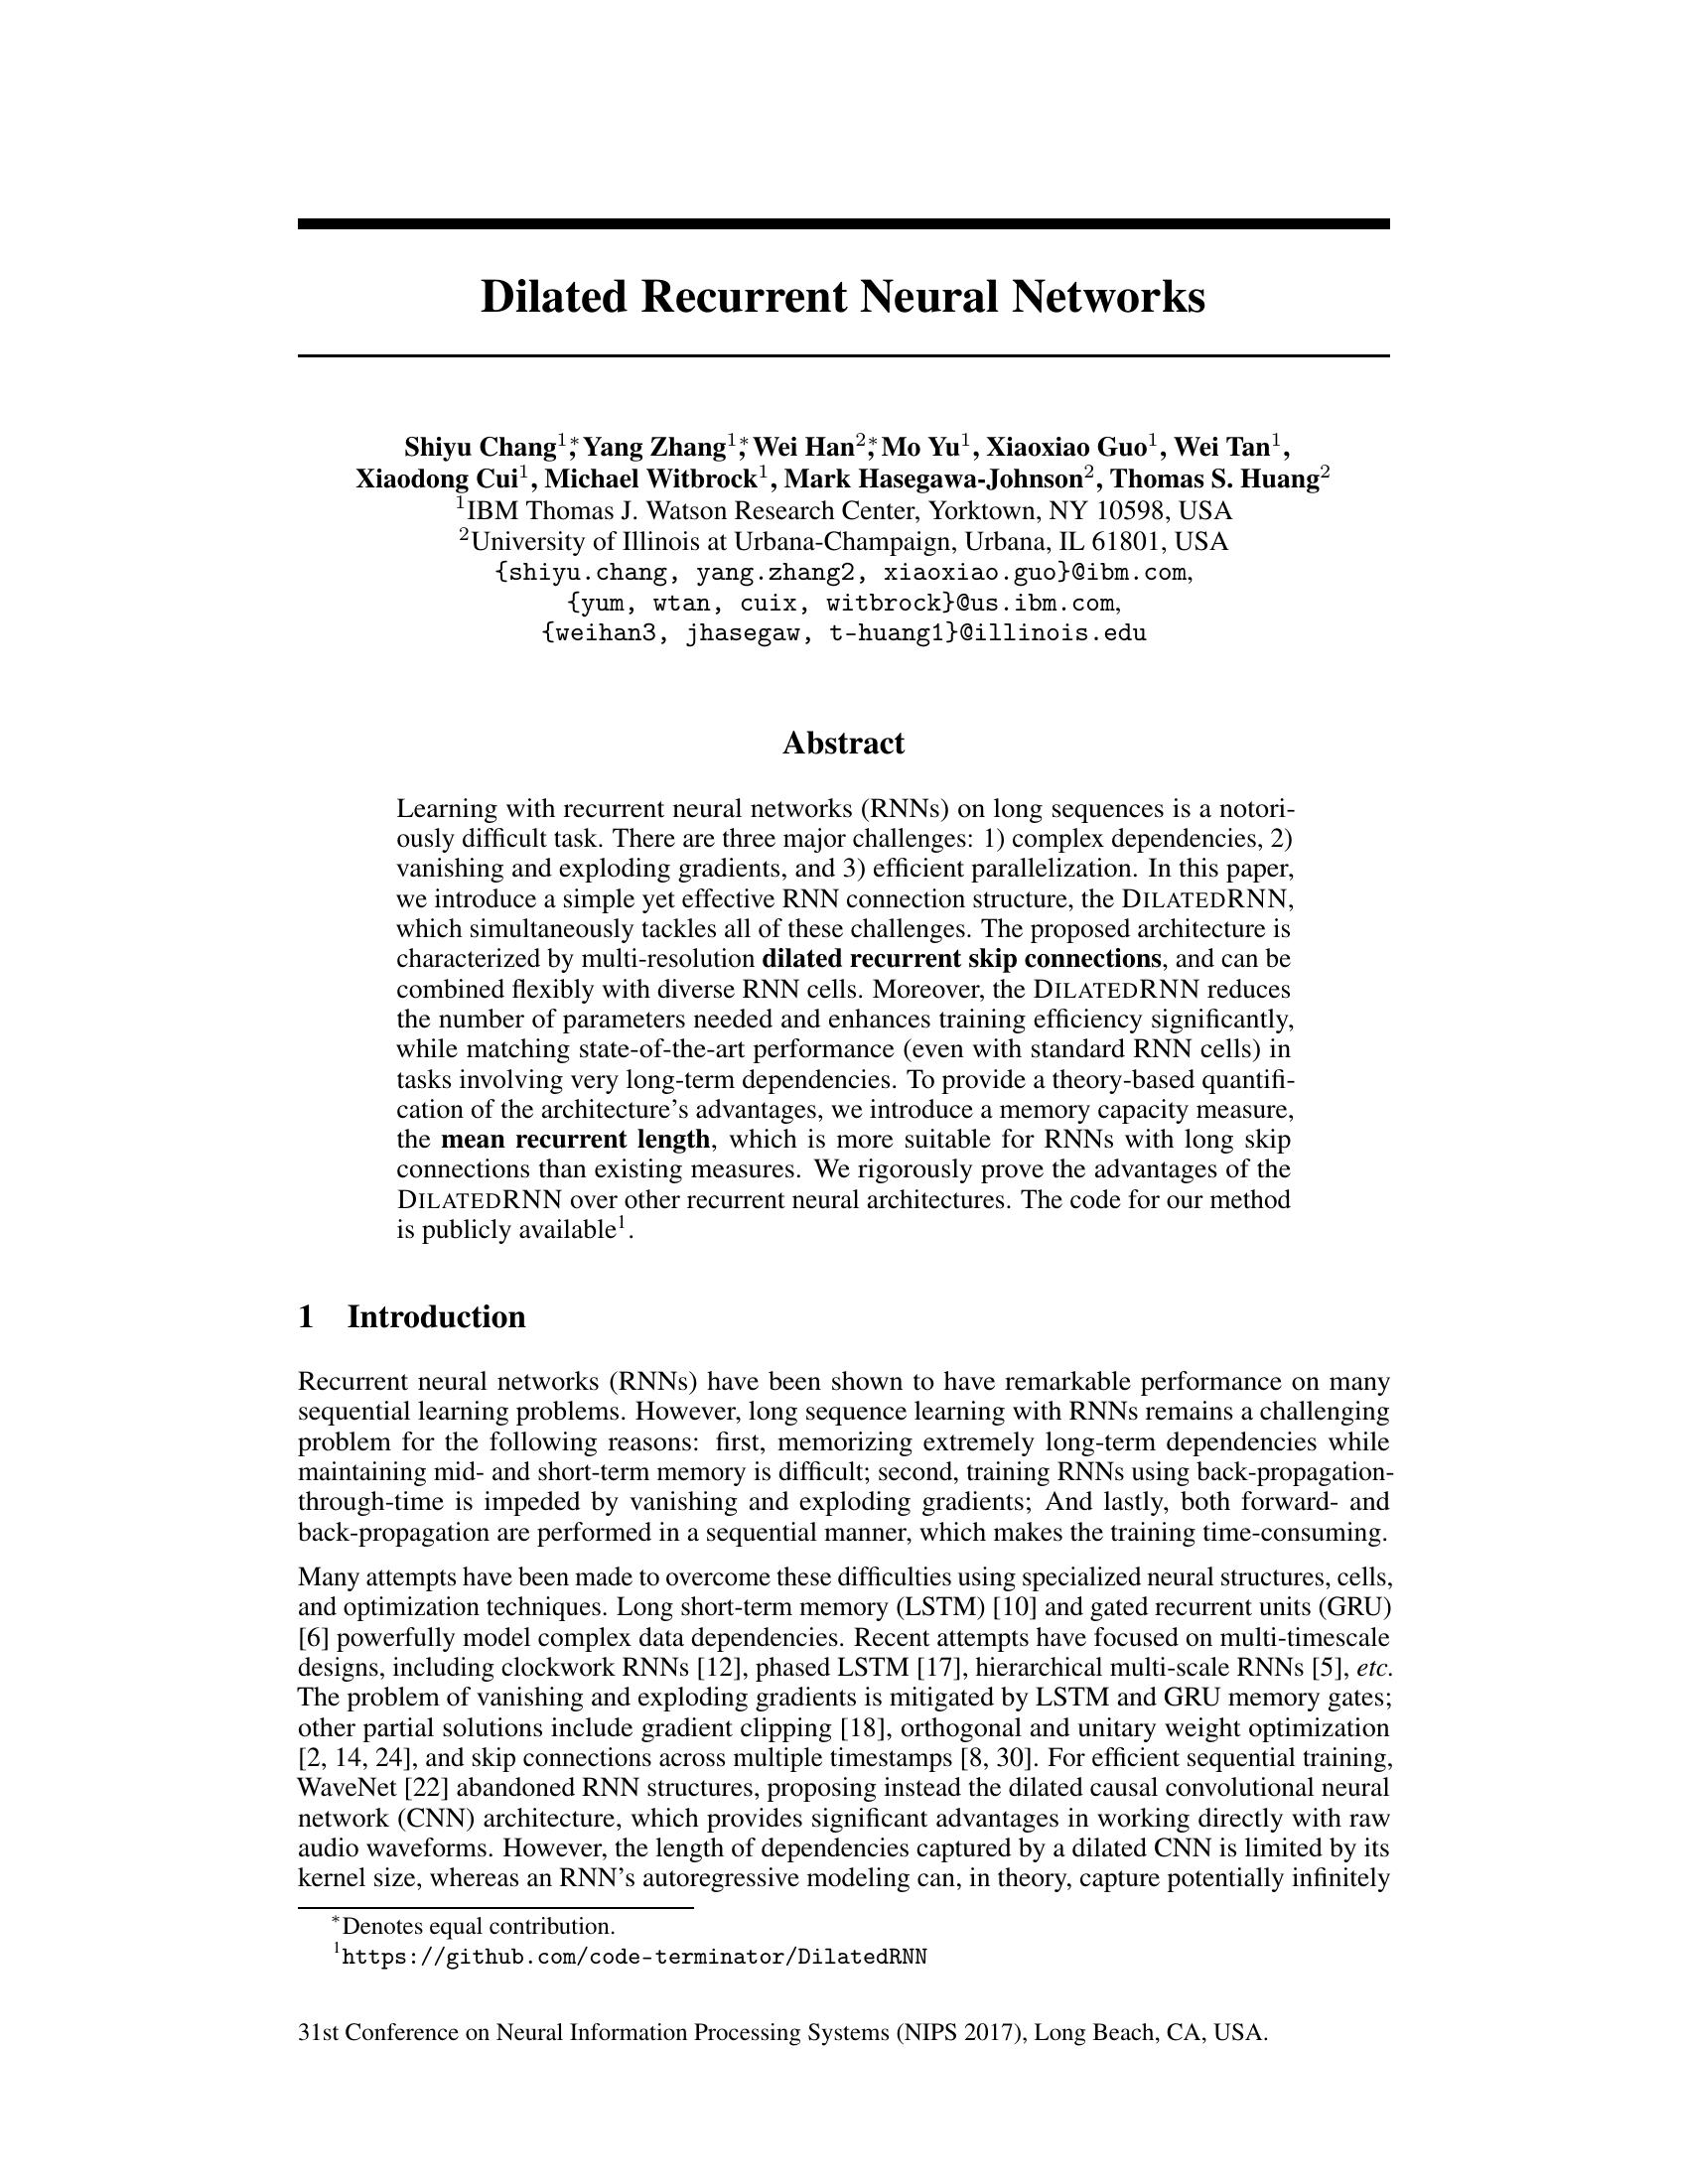 Dilated Recurrent Neural Networks
Shiyu Chang¹*, Yang Zhang¹*, Wei Han²*, Mo Yu¹, Xiaoxiao Guo¹, Wei Tan¹,
Xiaodong Cui¹, Michael Witbrock¹, Mark Hasegawa-Johnson², Thomas S. Huang²
¹IBM Thomas J. Watson Research Center, Yorktown, NY 10598, USA
²University of Illinois at Urbana-Champaign, Urbana, IL 61801, USA
{shiyu.chang, yang.zhang2, xiaoxiao.guo}@ibm.com,
{yum, wtan, cuix, witbrock}@us.ibm.com,
{weihan3, jhasegaw, t-huang1}@illinois.edu
Abstract
Learning with recurrent neural networks (RNNs) on long sequences is a notori-
ously difficult task. There are three major challenges: 1) complex dependencies, 2)
vanishing and exploding gradients, and 3) efficient parallelization. In this paper,
we introduce a simple yet effective RNN connection structure, the DILATEDRNN,
which simultaneously tackles all of these challenges. The proposed architecture is
characterized by multi-resolution dilated recurrent skip connections, and can be
combined flexibly with diverse RNN cells. Moreover, the DILATEDRNN reduces
the number of parameters needed and enhances training efficiency significantly,
while matching state-of-the-art performance (even with standard RNN cells) in
tasks involving very long-term dependencies. To provide a theory-based quantifi-
cation of the architecture's advantages, we introduce a memory capacity measure,
the mean recurrent length, which is more suitable for RNNs with long skip
connections than existing measures. We rigorously prove the advantages of the
DILATEDRNN over other recurrent neural architectures. The code for our method
is publicly available¹.
1 Introduction
Recurrent neural networks (RNNs) have been shown to have remarkable performance on many
sequential learning problems. However, long sequence learning with RNNs remains a challenging
problem for the following reasons: first, memorizing extremely long-term dependencies while
maintaining mid- and short-term memory is difficult; second, training RNNs using back-propagation-
through-time is impeded by vanishing and exploding gradients; And lastly, both forward- and
back-propagation are performed in a sequential manner, which makes the training time-consuming.
Many attempts have been made to overcome these difficulties using specialized neural structures, cells,
and optimization techniques. Long short-term memory (LSTM) [10] and gated recurrent units (GRU)
[6] powerfully model complex data dependencies. Recent attempts have focused on multi-timescale
designs, including clockwork RNNs [12], phased LSTM [17], hierarchical multi-scale RNNs [5], etc.
The problem of vanishing and exploding gradients is mitigated by LSTM and GRU memory gates;
other partial solutions include gradient clipping [18], orthogonal and unitary weight optimization
[2, 14, 24], and skip connections across multiple timestamps [8, 30]. For efficient sequential training,
WaveNet [22] abandoned RNN structures, proposing instead the dilated causal convolutional neural
network (CNN) architecture, which provides significant advantages in working directly with raw
audio waveforms. However, the length of dependencies captured by a dilated CNN is limited by its
kernel size, whereas an RNN's autoregressive modeling can, in theory, capture potentially infinitely
*Denotes equal contribution.
¹https://github.com/code-terminator/DilatedRNN
31st Conference on Neural Information Processing Systems (NIPS 2017), Long Beach, CA, USA.